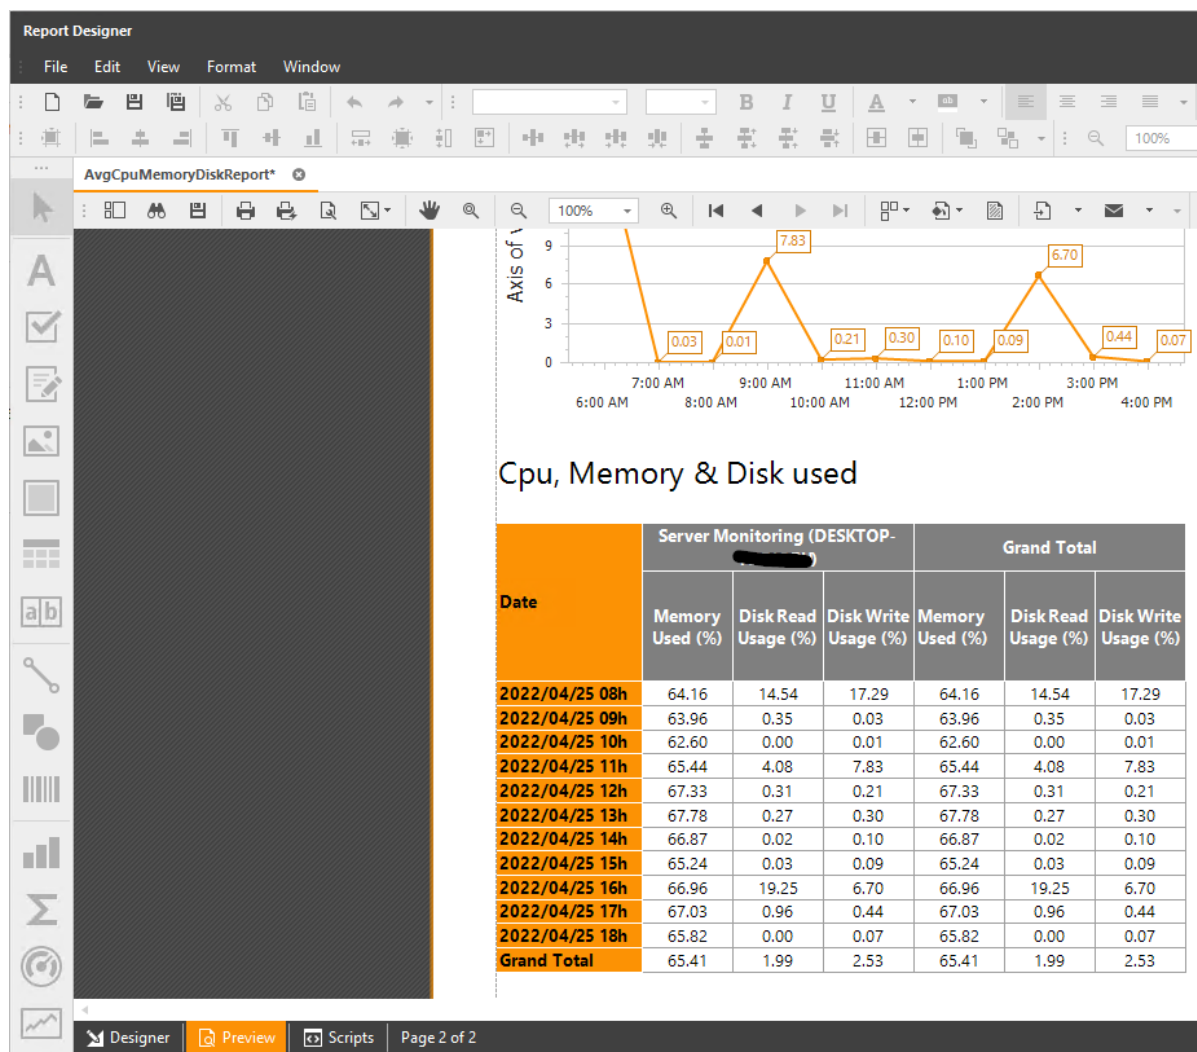 Report Designer
File Edit View Format Window
B I U A ab
100%
AvgCpuMemoryDiskReport*
100%
Axis of
9
6
3
0
7.83
6.70
0.03 0.01 0.21 0.30 0.10 0.09 0.44 0.07
7:00 AM 9:00 AM 11:00 AM 1:00 PM 3:00 PM
6:00 AM 8:00 AM 10:00 AM 12:00 PM 2:00 PM 4:00 PM
Cpu, Memory & Disk used
Server Monitoring (DESKTOP-
Grand Total
Date
Memory Used (%) Disk Read Usage (%) Disk Write Usage (%) Memory Used (%) Disk Read Usage (%) Disk Write Usage (%)
2022/04/25 08h 64.16 14.54 17.29 64.16 14.54 17.29
2022/04/25 09h 63.96 0.35 0.03 63.96 0.35 0.03
2022/04/25 10h 62.60 0.00 0.01 62.60 0.00 0.01
2022/04/25 11h 65.44 4.08 7.83 65.44 4.08 7.83
2022/04/25 12h 67.33 0.31 0.21 67.33 0.31 0.21
2022/04/25 13h 67.78 0.27 0.30 67.78 0.27 0.30
2022/04/25 14h 66.87 0.02 0.10 66.87 0.02 0.10
2022/04/25 15h 65.24 0.03 0.09 65.24 0.03 0.09
2022/04/25 16h 66.96 19.25 6.70 66.96 19.25 6.70
2022/04/25 17h 67.03 0.96 0.44 67.03 0.96 0.44
2022/04/25 18h 65.82 0.00 0.07 65.82 0.00 0.07
Grand Total 65.41 1.99 2.53 65.41 1.99 2.53
A
a b
Designer Preview Scripts Page 2 of 2